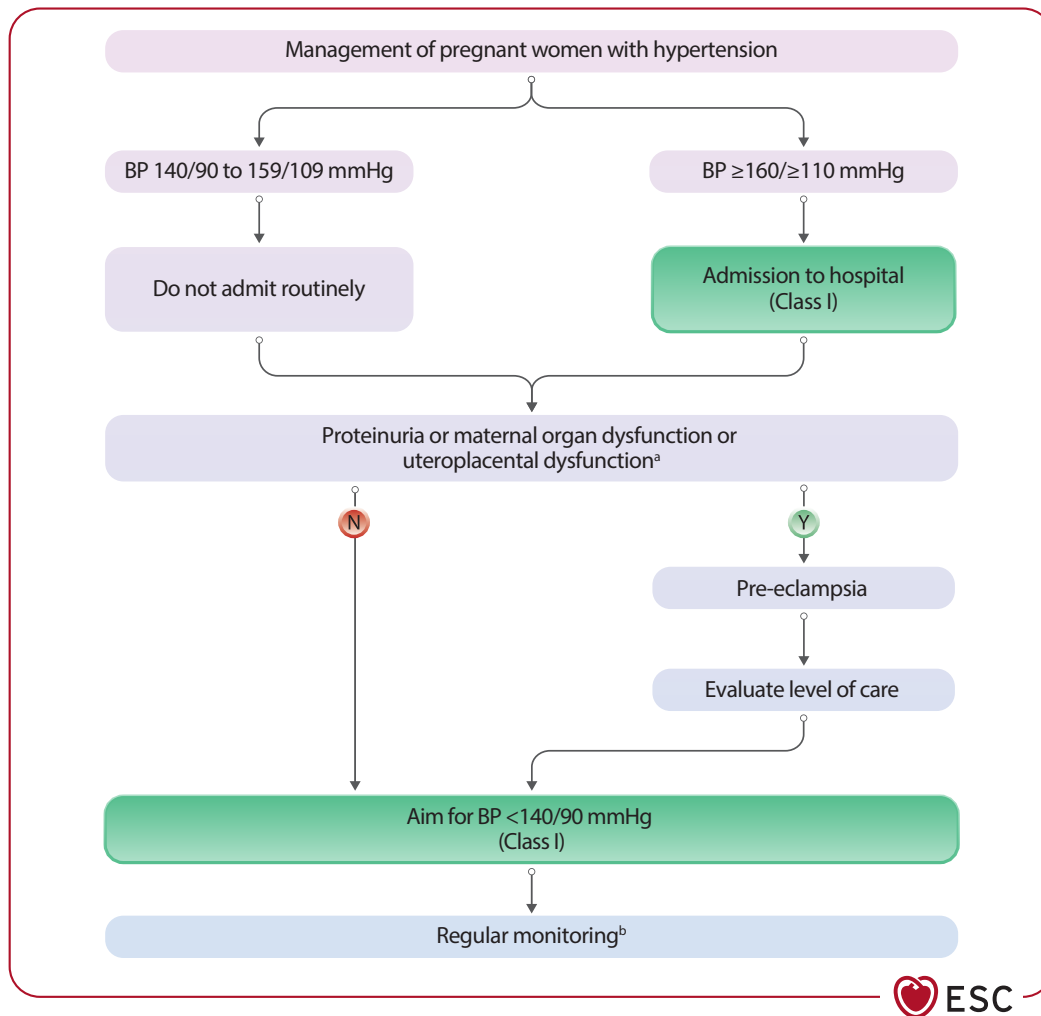 Management of pregnant women with hypertension
BP 140/90 to 159/109 mmHg
BP ≥160/≥110 mmHg
Do not admit routinely
Admission to hospital
(Class I)
Proteinuria or maternal organ dysfunction or
uteroplacental dysfunctionᵃ
N
Y
Pre-eclampsia
Evaluate level of care
Aim for BP <140/90 mmHg
(Class I)
Regular monitoringᵇ
ESC